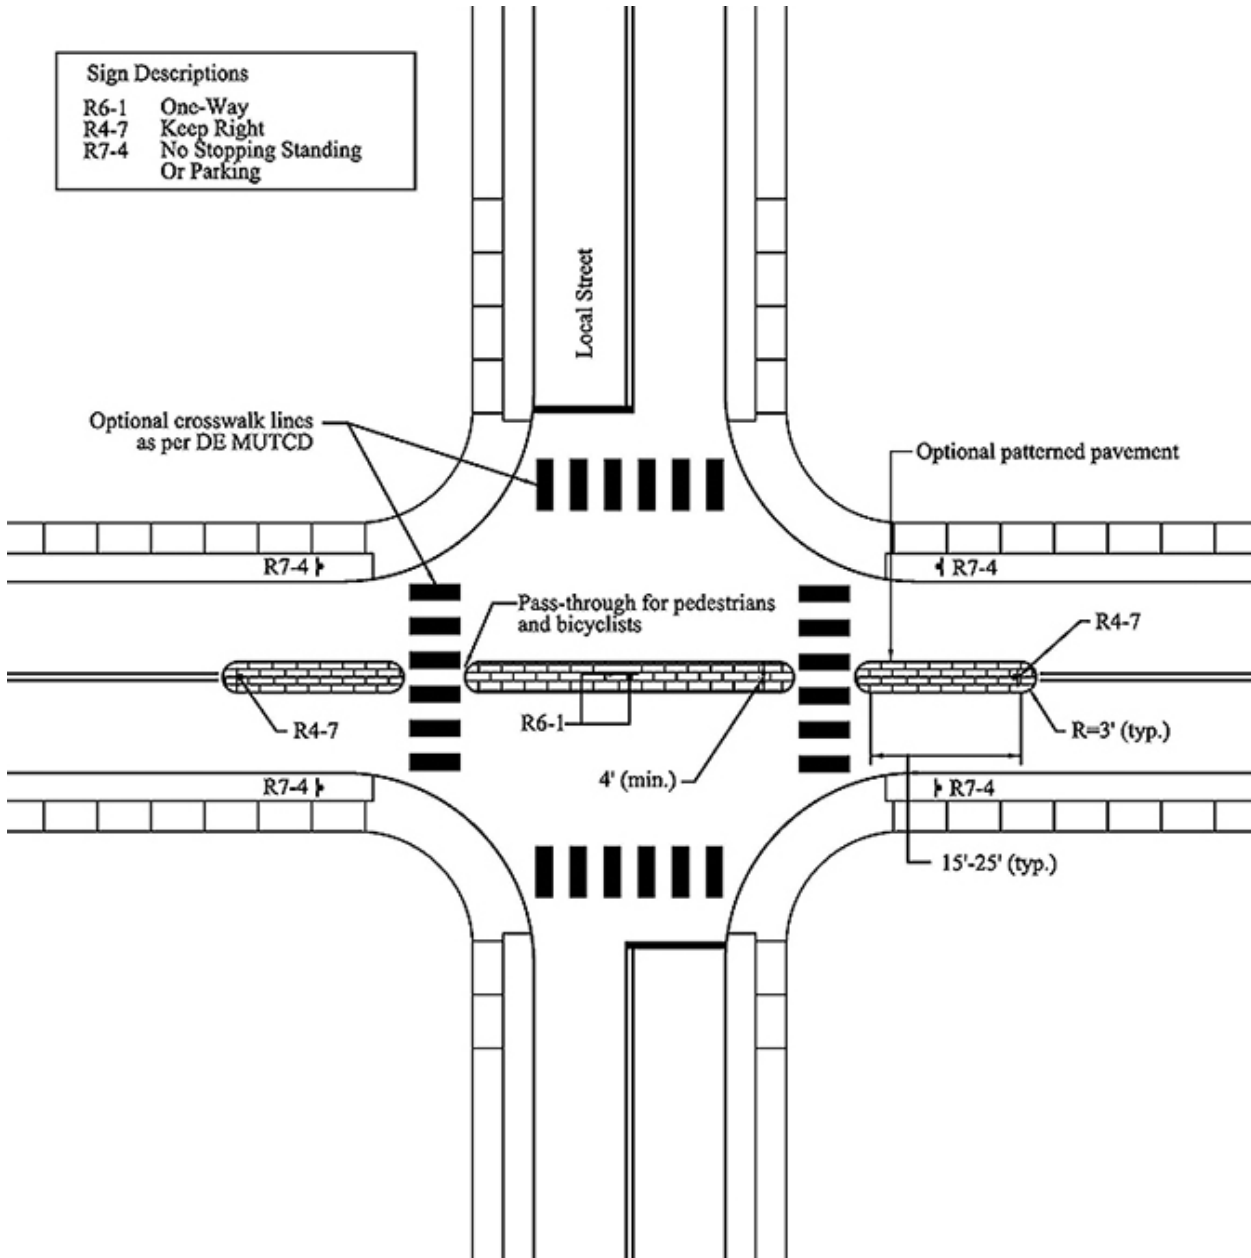 Sign Descriptions
R6-1 One-Way
R4-7 Keep Right
R7-4 No Stopping Standing
Or Parking
Local Street
Optional crosswalk lines
as per DE MUTCD
Optional patterned pavement
R7-4
R7-4
Pass-through for pedestrians
and bicyclists
R4-7
R4-7
R6-1
R=3' (typ.)
4' (min.)
R7-4
R7-4
15'-25' (typ.)